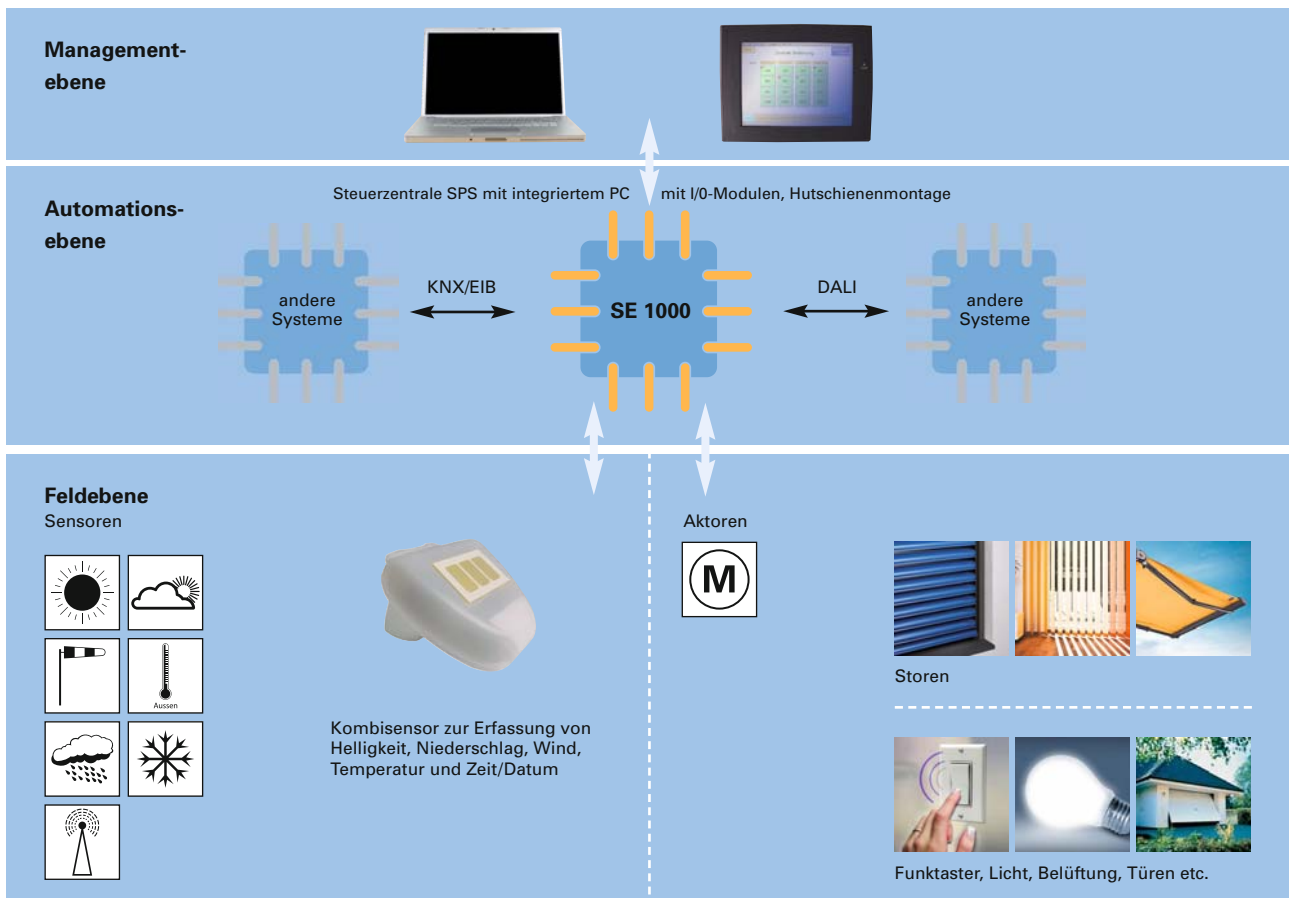 Management-
ebene
Steuerzentrale SPS mit integriertem PC mit I/0-Modulen, Hutschienenmontage
Automations-
ebene
andere
Systeme
KNX/EIB
SE 1000
DALI
andere
Systeme
Feldebene
Sensoren
Aussen
Kombisensor zur Erfassung von
Helligkeit, Niederschlag, Wind,
Temperatur und Zeit/Datum
Aktoren
M
Storen
Funktaster, Licht, Belüftung, Türen etc.